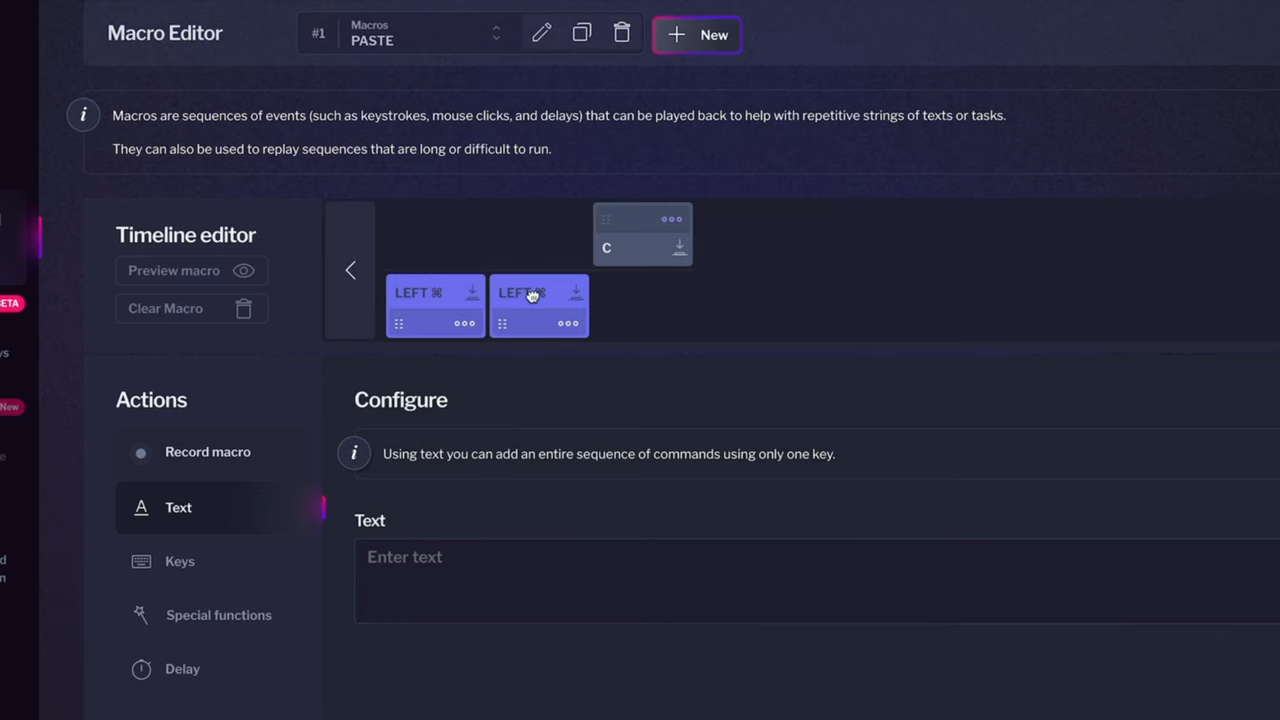 Macro Editor
#1
Macros
PASTE
New
Macros are sequences of events (such as keystrokes, mouse clicks, and delays) that can be played back to help with repetitive strings of texts or tasks.
They can also be used to replay sequences that are long or difficult to run.
Timeline editor
Preview macro
Clear Macro
C
LEFT ⌘
LEFT ⌘
Actions
Record macro
Text
Keys
Special functions
Delay
Configure
Using text you can add an entire sequence of commands using only one key.
Text
Enter text
New